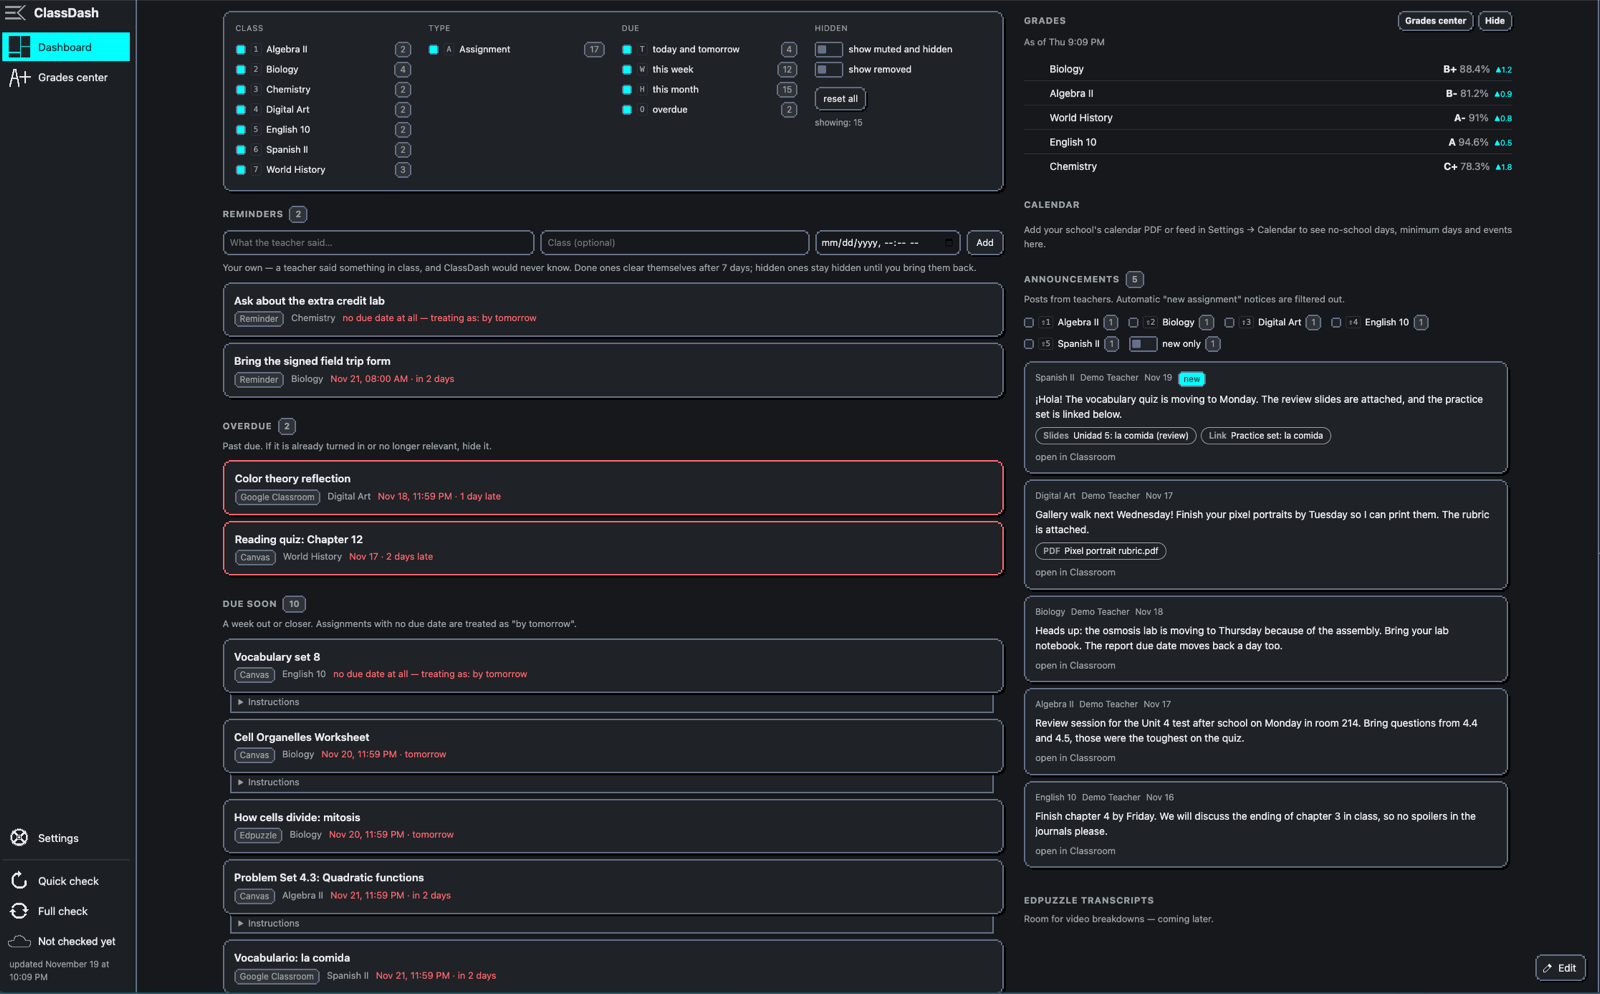 ClassDash
Dashboard
Grades center
Settings
Quick check
Full check
Not checked yet
updated November 19 at
10:09 PM
CLASS
1 Algebra II 2
2 Biology 4
3 Chemistry 2
4 Digital Art 2
5 English 10 2
6 Spanish II 2
7 World History 3
TYPE
A Assignment 17
DUE
T today and tomorrow 4
W this week 12
H this month 15
O overdue 2
HIDDEN
show muted and hidden
show removed
reset all
showing: 15
REMINDERS 2
What the teacher said...
Class (optional)
mm/dd/yyyy, --:-- --
Add
Your own — a teacher said something in class, and ClassDash would never know. Done ones clear themselves after 7 days; hidden ones stay hidden until you bring them back.
Ask about the extra credit lab
Reminder Chemistry no due date at all — treating as: by tomorrow
Bring the signed field trip form
Reminder Biology Nov 21, 08:00 AM · in 2 days
OVERDUE 2
Past due. If it is already turned in or no longer relevant, hide it.
Color theory reflection
Google Classroom Digital Art Nov 18, 11:59 PM · 1 day late
Reading quiz: Chapter 12
Canvas World History Nov 17 · 2 days late
DUE SOON 10
A week out or closer. Assignments with no due date are treated as "by tomorrow".
Vocabulary set 8
Canvas English 10 no due date at all — treating as: by tomorrow
Instructions
Cell Organelles Worksheet
Canvas Biology Nov 20, 11:59 PM · tomorrow
Instructions
How cells divide: mitosis
Edpuzzle Biology Nov 20, 11:59 PM · tomorrow
Problem Set 4.3: Quadratic functions
Canvas Algebra II Nov 21, 11:59 PM · in 2 days
Instructions
Vocabulario: la comida
Google Classroom Spanish II Nov 21, 11:59 PM · in 2 days
GRADES
Grades center
Hide
As of Thu 9:09 PM
Biology B+ 88.4% ▲1.2
Algebra II B- 81.2% ▲0.9
World History A- 91% ▲0.8
English 10 A 94.6% ▲0.5
Chemistry C+ 78.3% ▲1.8
CALENDAR
Add your school's calendar PDF or feed in Settings → Calendar to see no-school days, minimum days and events
here.
ANNOUNCEMENTS 5
Posts from teachers. Automatic "new assignment" notices are filtered out.
⇧1 Algebra II 1 ⇧2 Biology 1 ⇧3 Digital Art 1 ⇧4 English 10 1
⇧5 Spanish II 1 new only 1
Spanish II Demo Teacher Nov 19 new
¡Hola! The vocabulary quiz is moving to Monday. The review slides are attached, and the practice
set is linked below.
Slides Unidad 5: la comida (review) Link Practice set: la comida
open in Classroom
Digital Art Demo Teacher Nov 17
Gallery walk next Wednesday! Finish your pixel portraits by Tuesday so I can print them. The rubric
is attached.
PDF Pixel portrait rubric.pdf
open in Classroom
Biology Demo Teacher Nov 18
Heads up: the osmosis lab is moving to Thursday because of the assembly. Bring your lab
notebook. The report due date moves back a day too.
open in Classroom
Algebra II Demo Teacher Nov 17
Review session for the Unit 4 test after school on Monday in room 214. Bring questions from 4.4
and 4.5, those were the toughest on the quiz.
open in Classroom
English 10 Demo Teacher Nov 16
Finish chapter 4 by Friday. We will discuss the ending of chapter 3 in class, so no spoilers in the
journals please.
open in Classroom
EDPUZZLE TRANSCRIPTS
Room for video breakdowns — coming later.
Edit